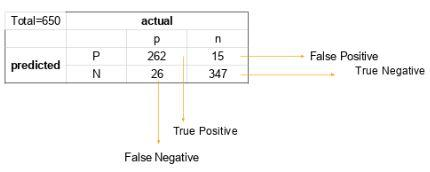 Total=650 actual
p n
predicted P 262 15 False Positive
N 26 347 True Negative
True Positive
False Negative